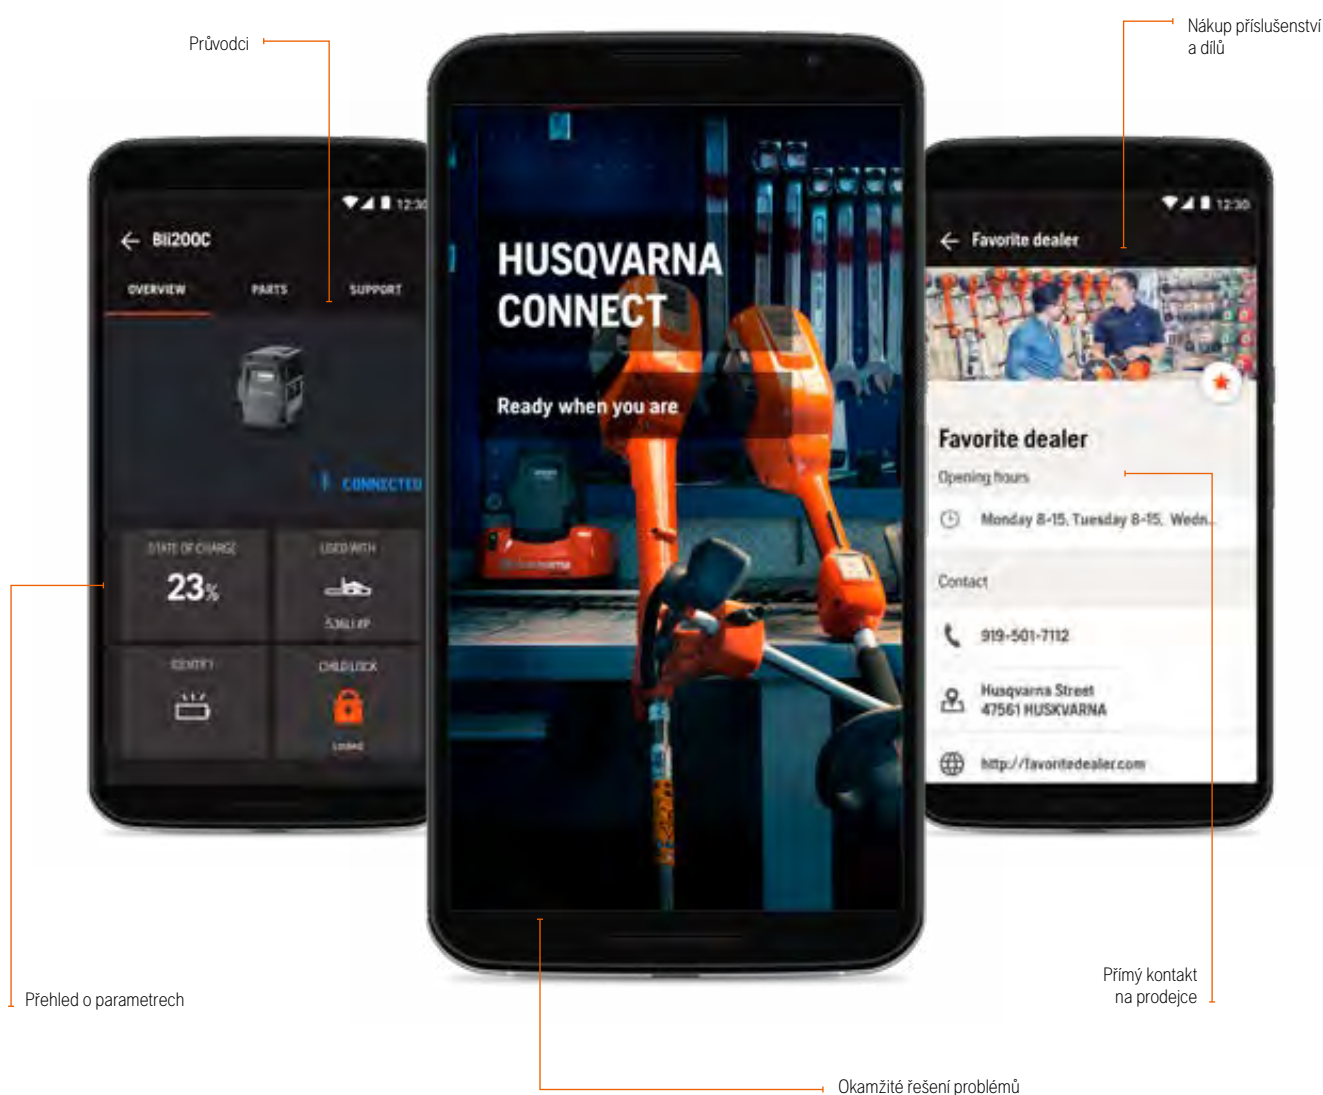 Průvodci
Nákup příslušenství
a dílů
12:30
Bli200C
OVERVIEW
PARTS
SUPPORT
CONNECTED
STATE OF CHARGE
23%
USED WITH
IDENTIFY
CHILD LOCK
Locked
HUSQVARNA
CONNECT
Ready when you are
12:30
Favorite dealer
Favorite dealer
Opening hours
Monday 8-15, Tuesday 8-15, Wedn...
Contact
919-501-7112
Husqvarna Street
47561 HUSKVARNA
http://favoritedealer.com
Přehled o parametrech
Přímý kontakt
na prodejce
Okamžité řešení problémů